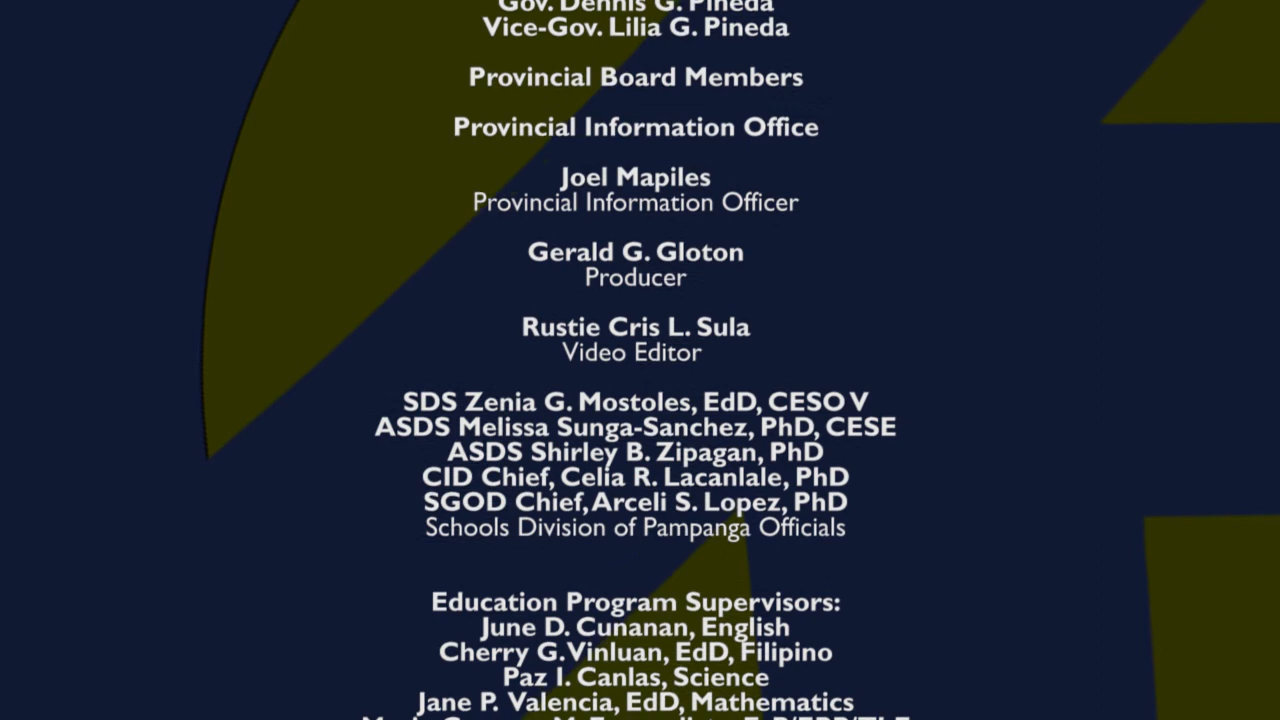 Gov. Dennis G. Pineda
Vice-Gov. Lilia G. Pineda
Provincial Board Members
Provincial Information Office
Joel Mapiles
Provincial Information Officer
Gerald G. Gloton
Producer
Rustie Cris L. Sula
Video Editor
SDS Zenia G. Mostoles, EdD, CESO V
ASDS Melissa Sunga-Sanchez, PhD, CESE
ASDS Shirley B. Zipagan, PhD
CID Chief, Celia R. Lacanlale, PhD
SGOD Chief, Arceli S. Lopez, PhD
Schools Division of Pampanga Officials
Education Program Supervisors:
June D. Cunanan, English
Cherry G. Vinluan, EdD, Filipino
Paz I. Canlas, Science
Jane P. Valencia, EdD, Mathematics